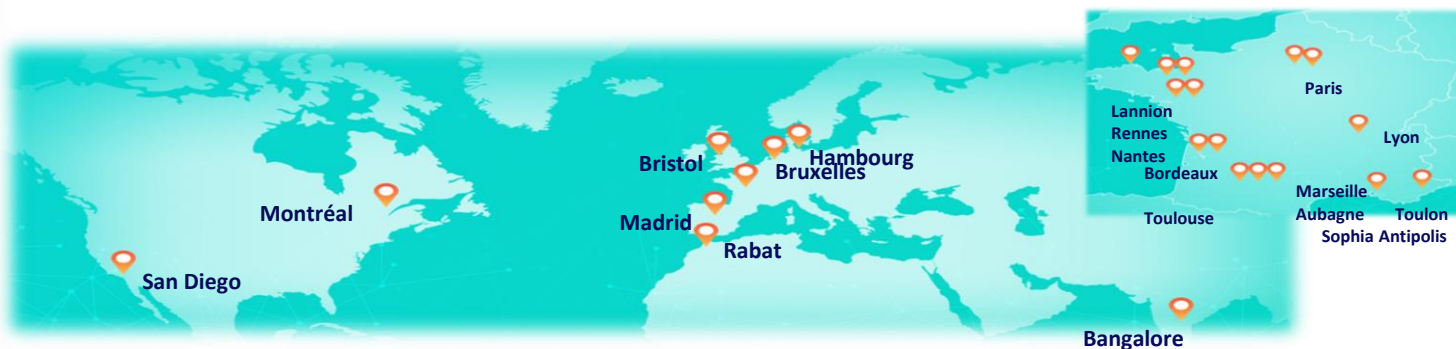 Bristol
Hambourg
Bruxelles
Montréal
Madrid
Rabat
San Diego
Bangalore
Paris
Lannion
Rennes
Nantes
Lyon
Bordeaux
Marseille
Toulouse
Aubagne
Toulon
Sophia Antipolis